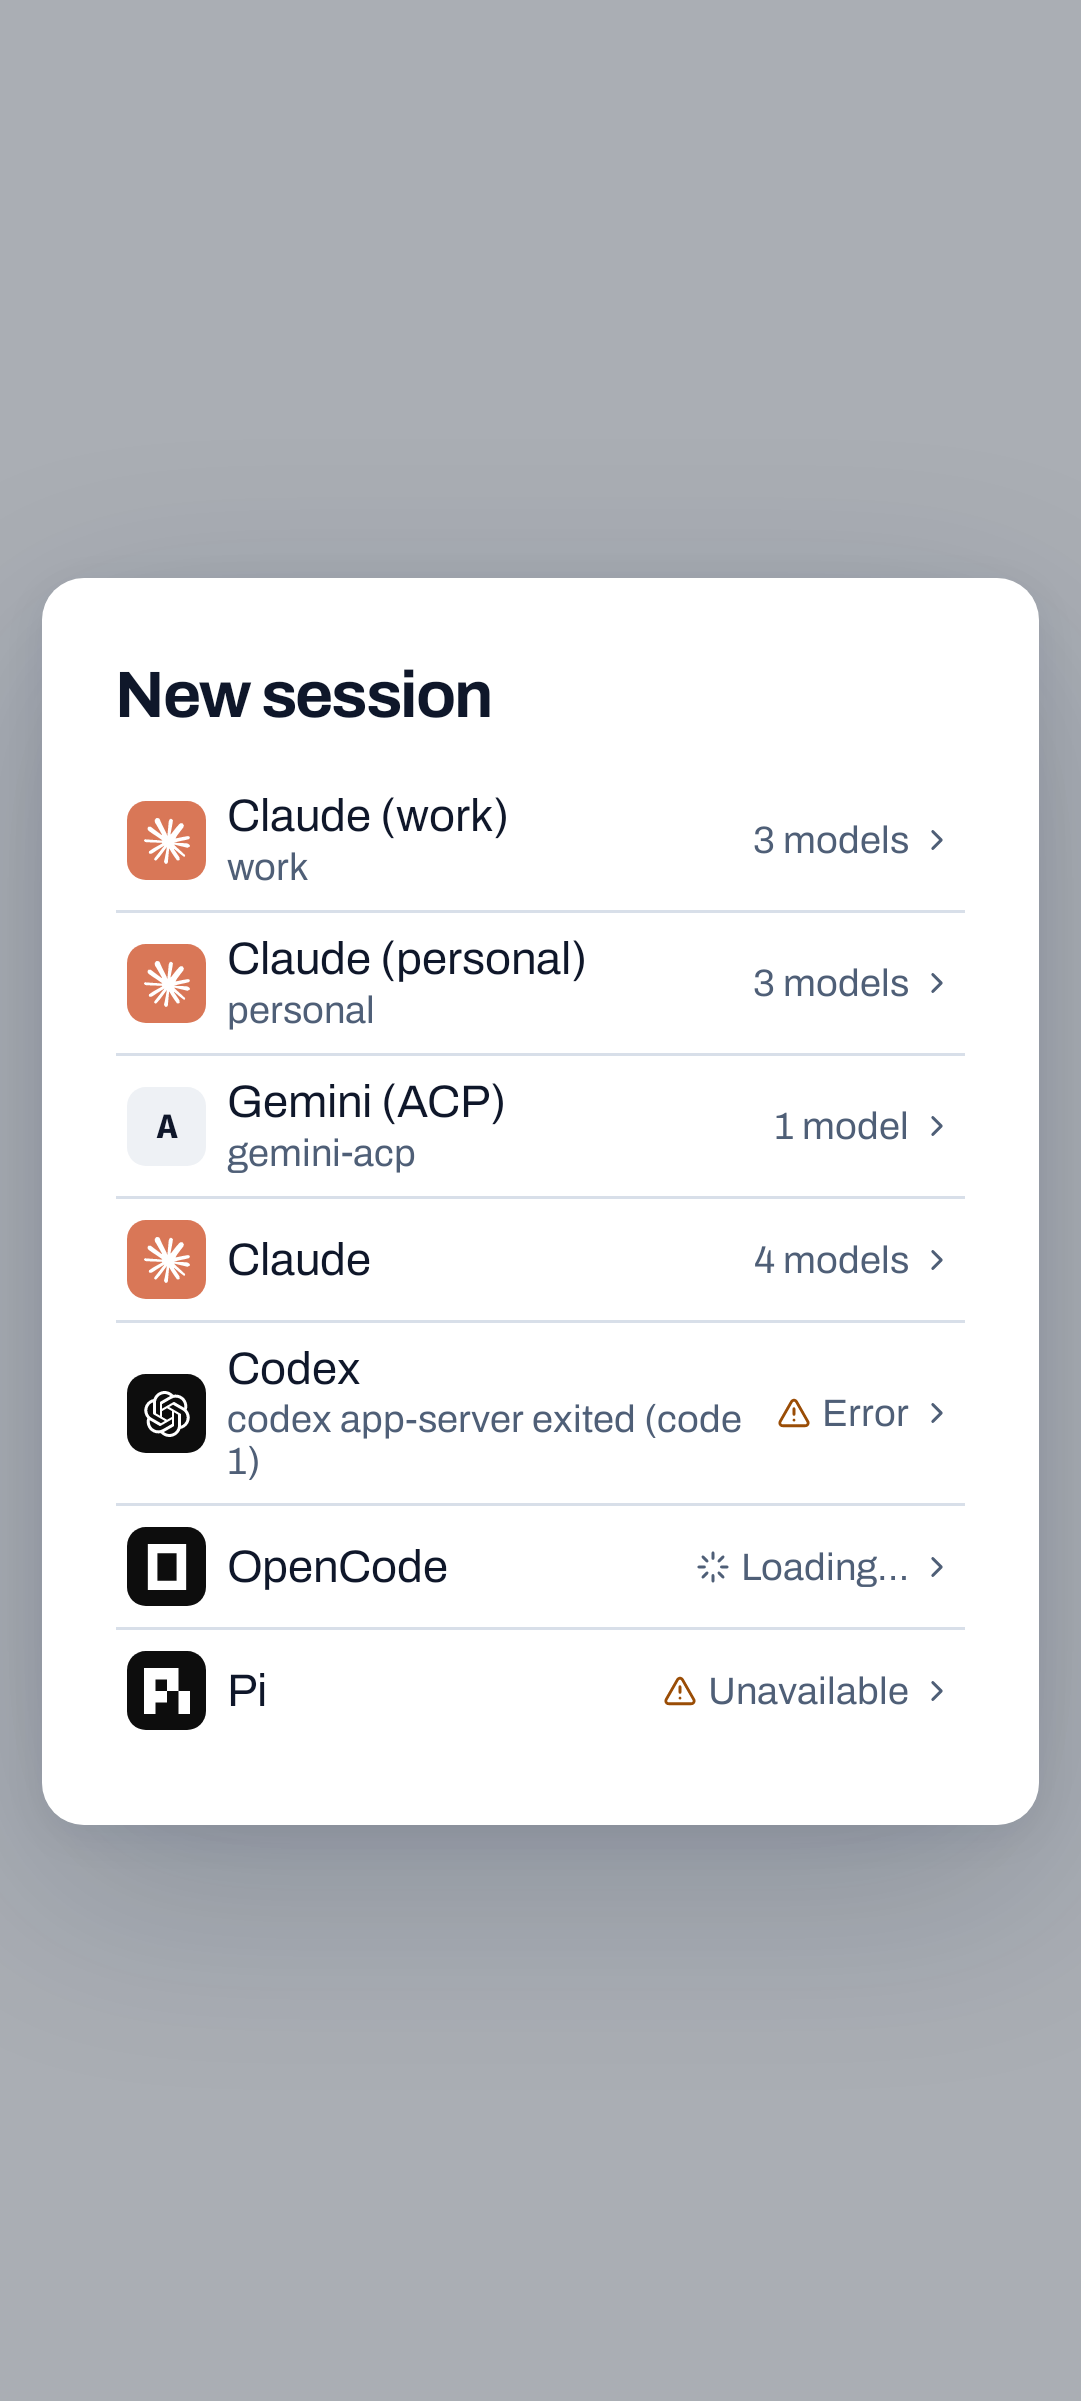 New session
Claude (work)
work
3 models
Claude (personal)
personal
3 models
A
Gemini (ACP)
gemini-acp
1 model
Claude
4 models
Codex
codex app-server exited (code
1)
Error
OpenCode
Loading...
Pi
Unavailable